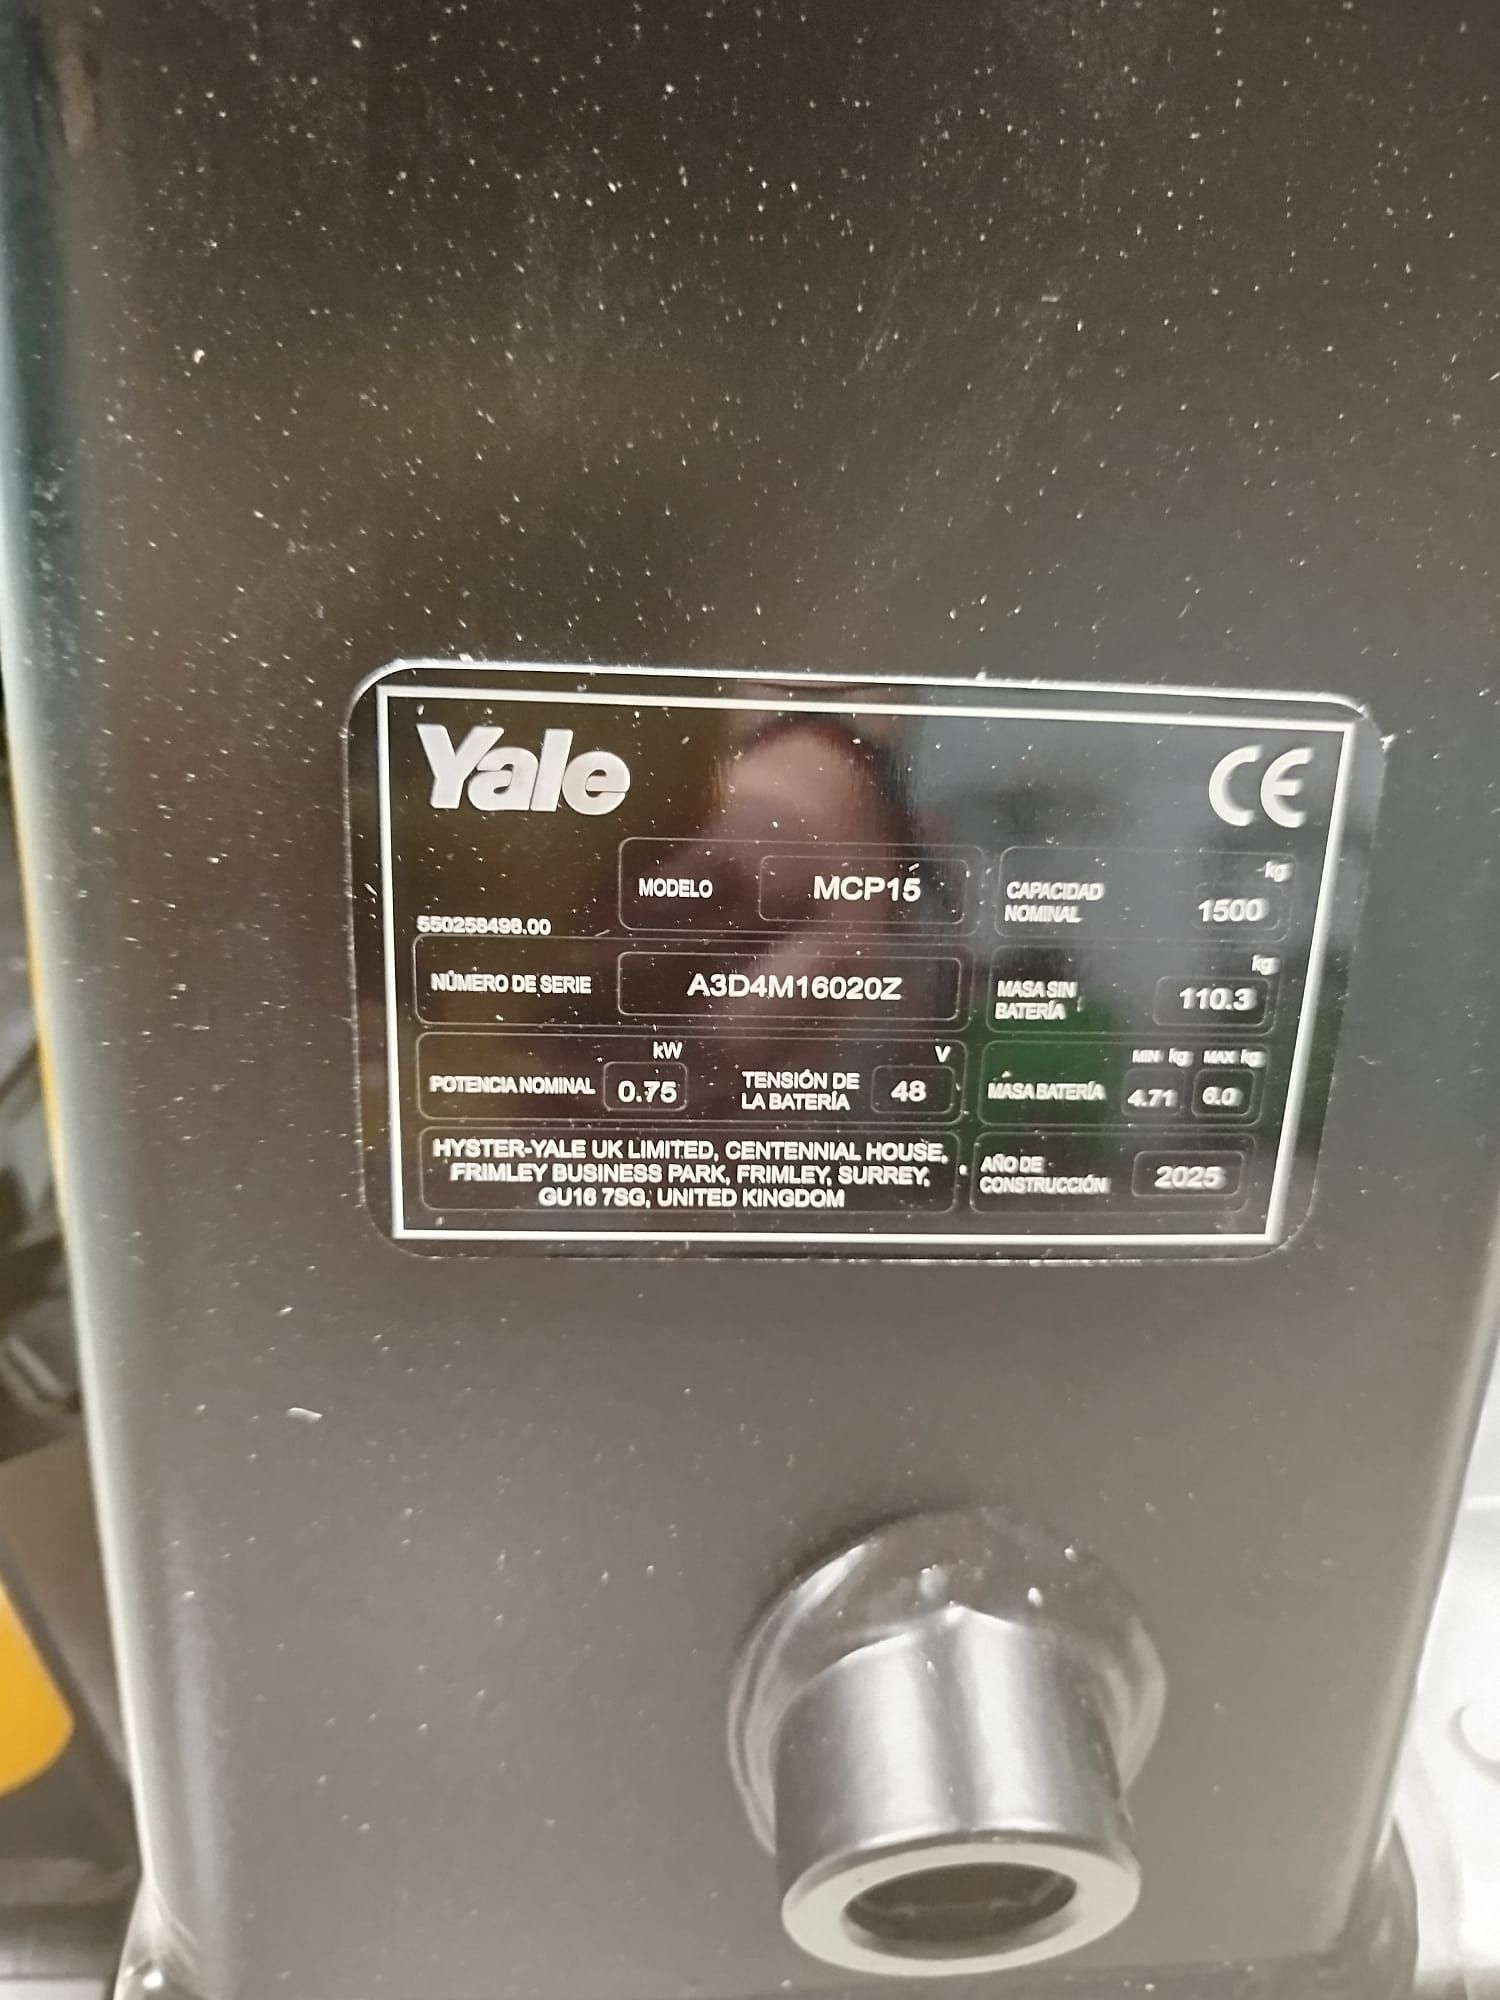 Yale
CE
MODELO MCP15
CAPACIDAD NOMINAL kg 1500
550258498.00
NÚMERO DE SERIE A3D4M16020Z
MASA SIN BATERÍA kg 110.3
POTENCIA NOMINAL kW 0.75
TENSIÓN DE LA BATERÍA V 48
MASA BATERÍA MIN kg 4.71 MAX kg 6.0
HYSTER-YALE UK LIMITED, CENTENNIAL HOUSE,
FRIMLEY BUSINESS PARK, FRIMLEY, SURREY,
GU16 7SG, UNITED KINGDOM
AÑO DE CONSTRUCCIÓN 2025